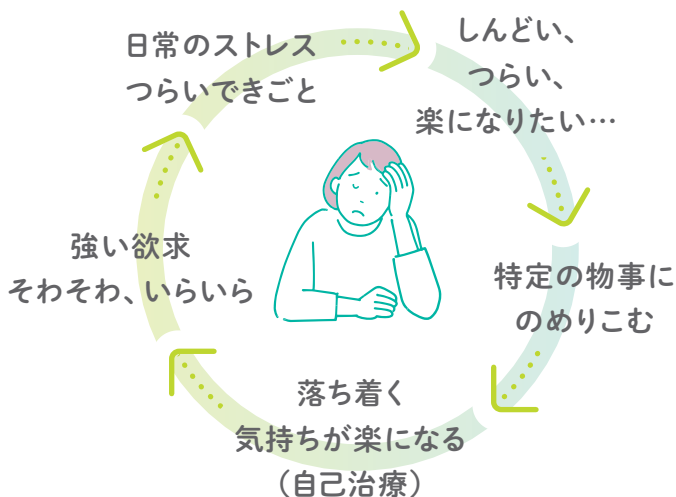 日常のストレス
つらいできごと
しんどい、
つらい、
楽になりたい…
特定の物事に
のめりこむ
落ち着く
気持ちが楽になる
（自己治療）
強い欲求
そわそわ、いらいら